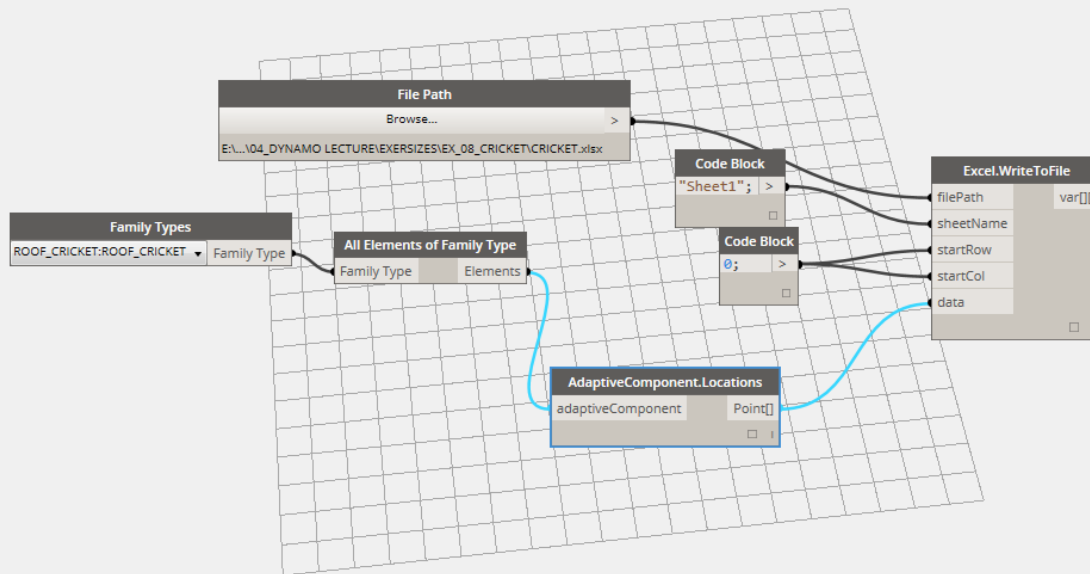 File Path
Browse...
>
E:\...\04_DYNAMO LECTURE\EXERSIZES\EX_08_CRICKET\CRICKET.xlsx
Code Block
"Sheet1";
>
Excel.WriteToFile
filePath
var[][
sheetName
startRow
startCol
data
Family Types
ROOF_CRICKET:ROOF_CRICKET
Family Type
All Elements of Family Type
Family Type
Elements
Code Block
0;
>
AdaptiveComponent.Locations
adaptiveComponent
Point[]